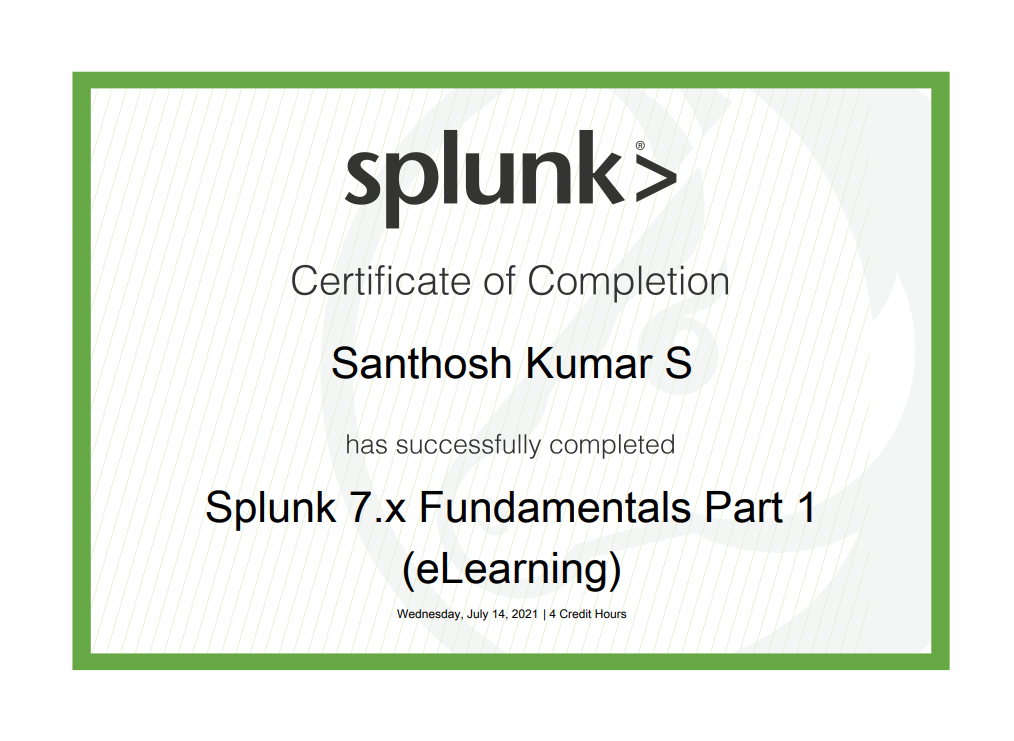 splunk>®
Certificate of Completion
Santhosh Kumar S
has successfully completed
Splunk 7.x Fundamentals Part 1
(eLearning)
Wednesday, July 14, 2021 | 4 Credit Hours